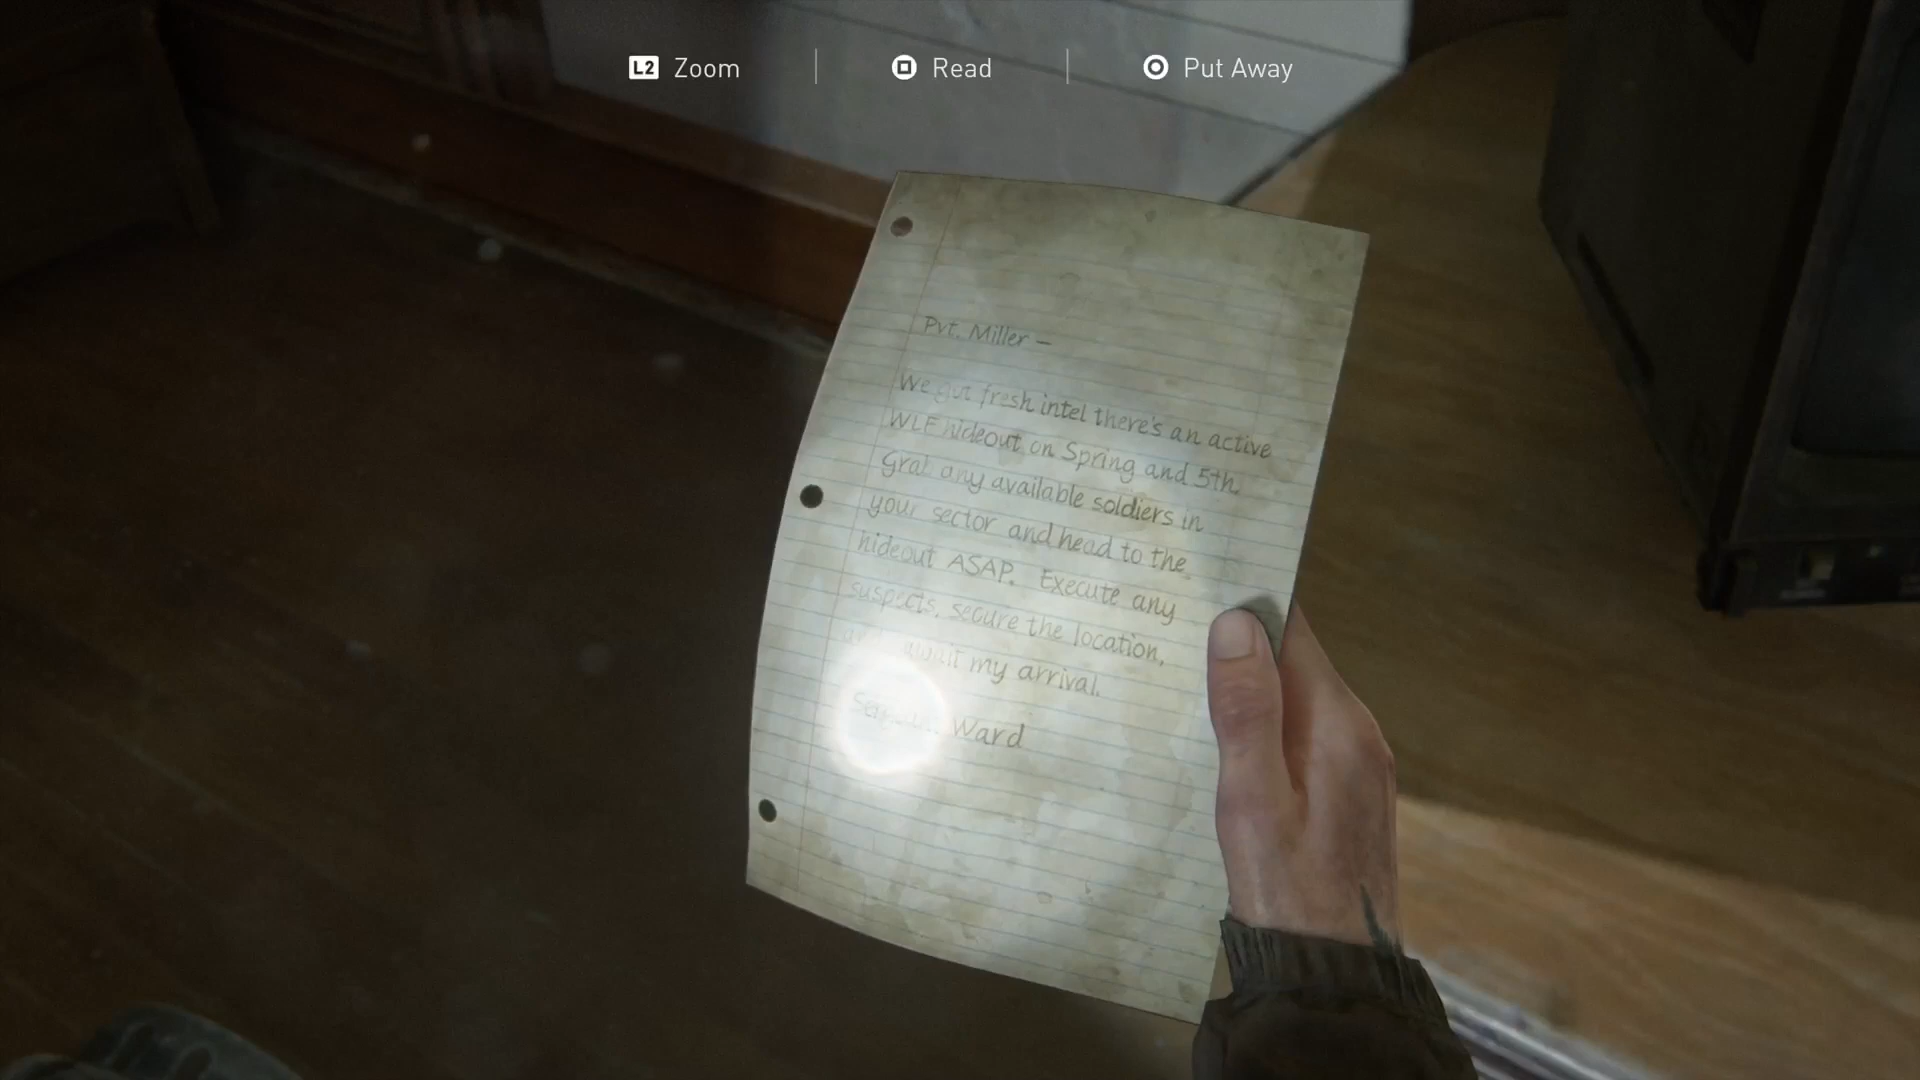 L2 Zoom
Read
Put Away
Pvt. Miller –
We got fresh intel there's an active
WLF hideout on Spring and 5th.
Grab any available soldiers in
your sector and head to the
hideout ASAP. Execute any
suspects, secure the location,
await my arrival.
Ward